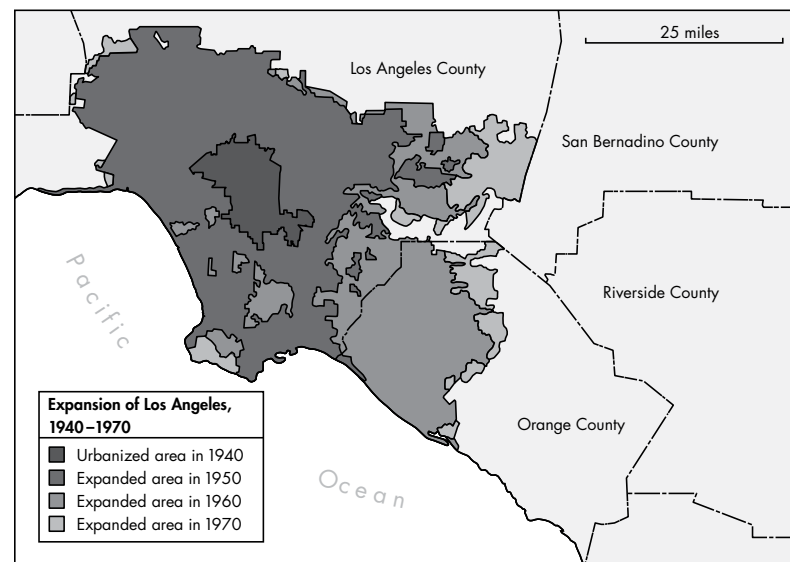 25 miles
Los Angeles County
San Bernadino County
Riverside County
Orange County
Pacific
Ocean
Expansion of Los Angeles,
1940–1970
Urbanized area in 1940
Expanded area in 1950
Expanded area in 1960
Expanded area in 1970